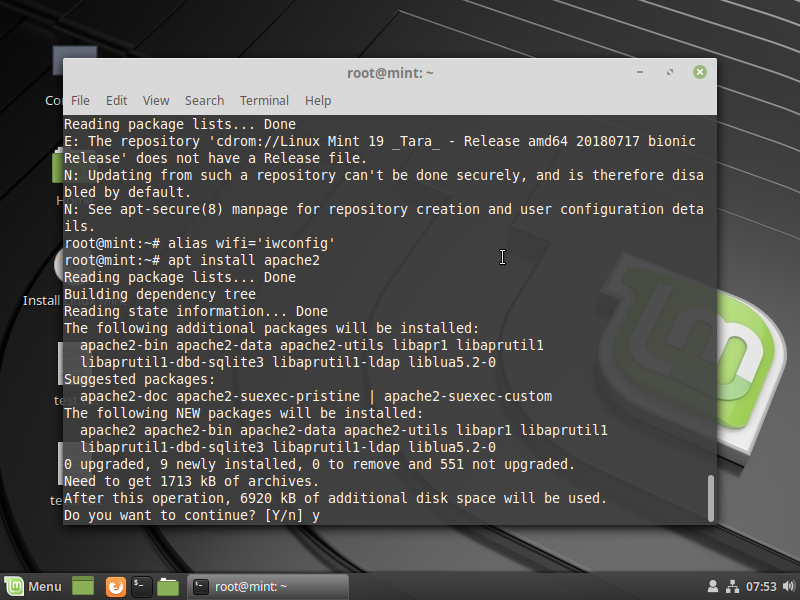 root@mint: ~
File Edit View Search Terminal Help
Reading package lists... Done
E: The repository 'cdrom://Linux Mint 19 _Tara_ - Release amd64 20180717 bionic
Release' does not have a Release file.
N: Updating from such a repository can't be done securely, and is therefore disa
bled by default.
N: See apt-secure(8) manpage for repository creation and user configuration deta
ils.
root@mint:~# alias wifi='iwconfig'
root@mint:~# apt install apache2
Reading package lists... Done
Building dependency tree
Reading state information... Done
The following additional packages will be installed:
apache2-bin apache2-data apache2-utils libapr1 libaprutil1
libaprutil1-dbd-sqlite3 libaprutil1-ldap liblua5.2-0
Suggested packages:
apache2-doc apache2-suexec-pristine | apache2-suexec-custom
The following NEW packages will be installed:
apache2 apache2-bin apache2-data apache2-utils libapr1 libaprutil1
libaprutil1-dbd-sqlite3 libaprutil1-ldap liblua5.2-0
0 upgraded, 9 newly installed, 0 to remove and 551 not upgraded.
Need to get 1713 kB of archives.
After this operation, 6920 kB of additional disk space will be used.
Do you want to continue? [Y/n] y
Install
Menu
root@mint: ~
07:53